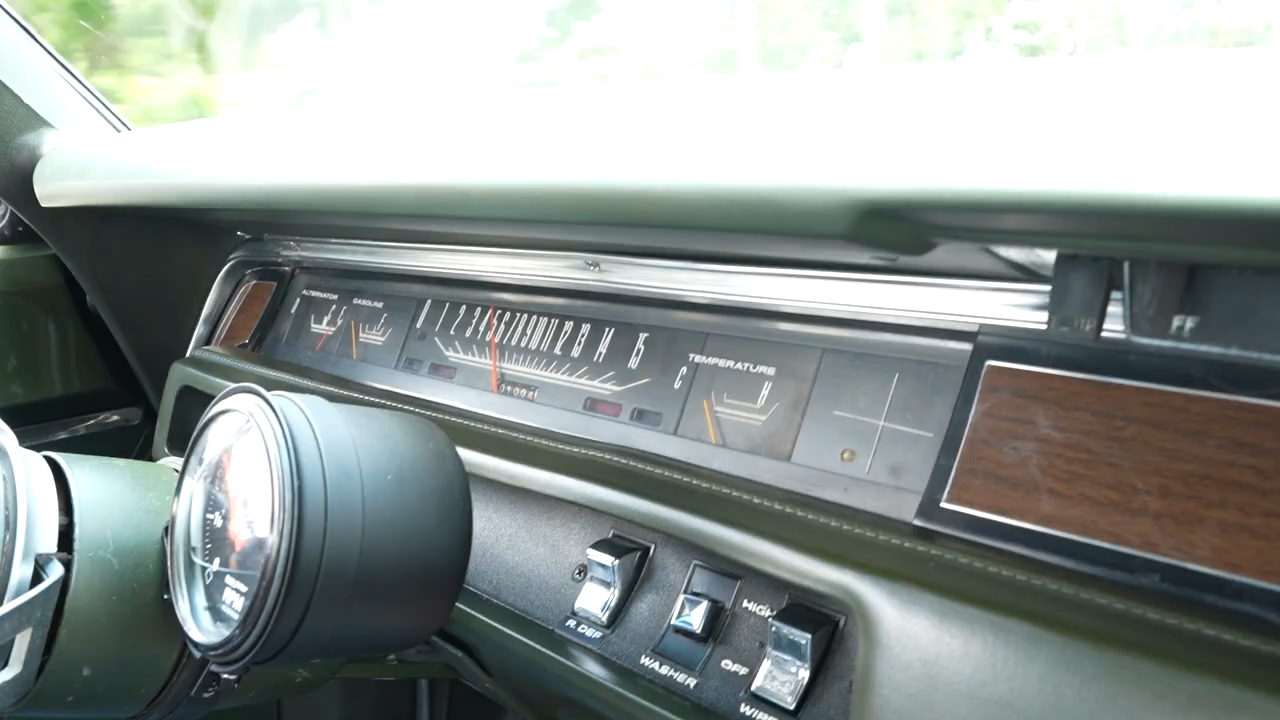 ALTERNATOR GASOLINE
0 1 2 3 4 5 6 7 8 9 10 11 12 13 14 15
TEMPERATURE
C H
RPM
R.DEF
WASHER
HIGH
OFF